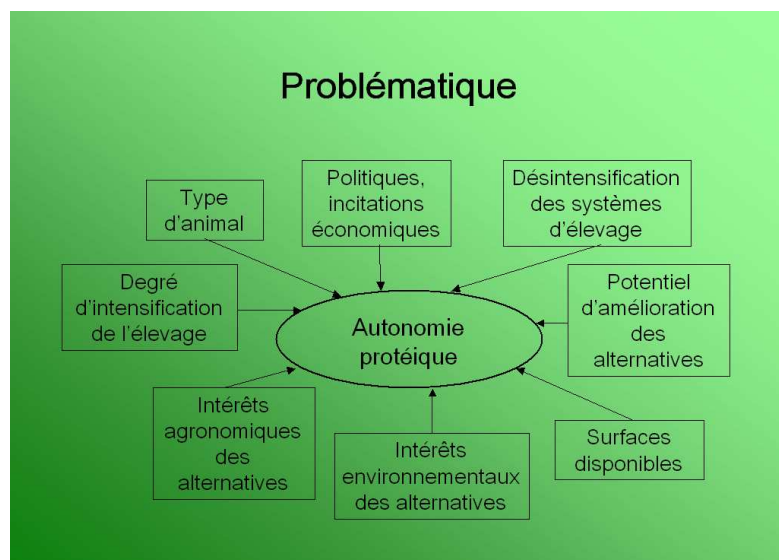 Problématique
Type
d'animal
Politiques,
incitations
économiques
Désintensification
des systèmes
d'élevage
Degré
d'intensification
de l'élevage
Autonomie
protéique
Potentiel
d'amélioration
des
alternatives
Intérêts
agronomiques
des
alternatives
Intérêts
environnementaux
des alternatives
Surfaces
disponibles